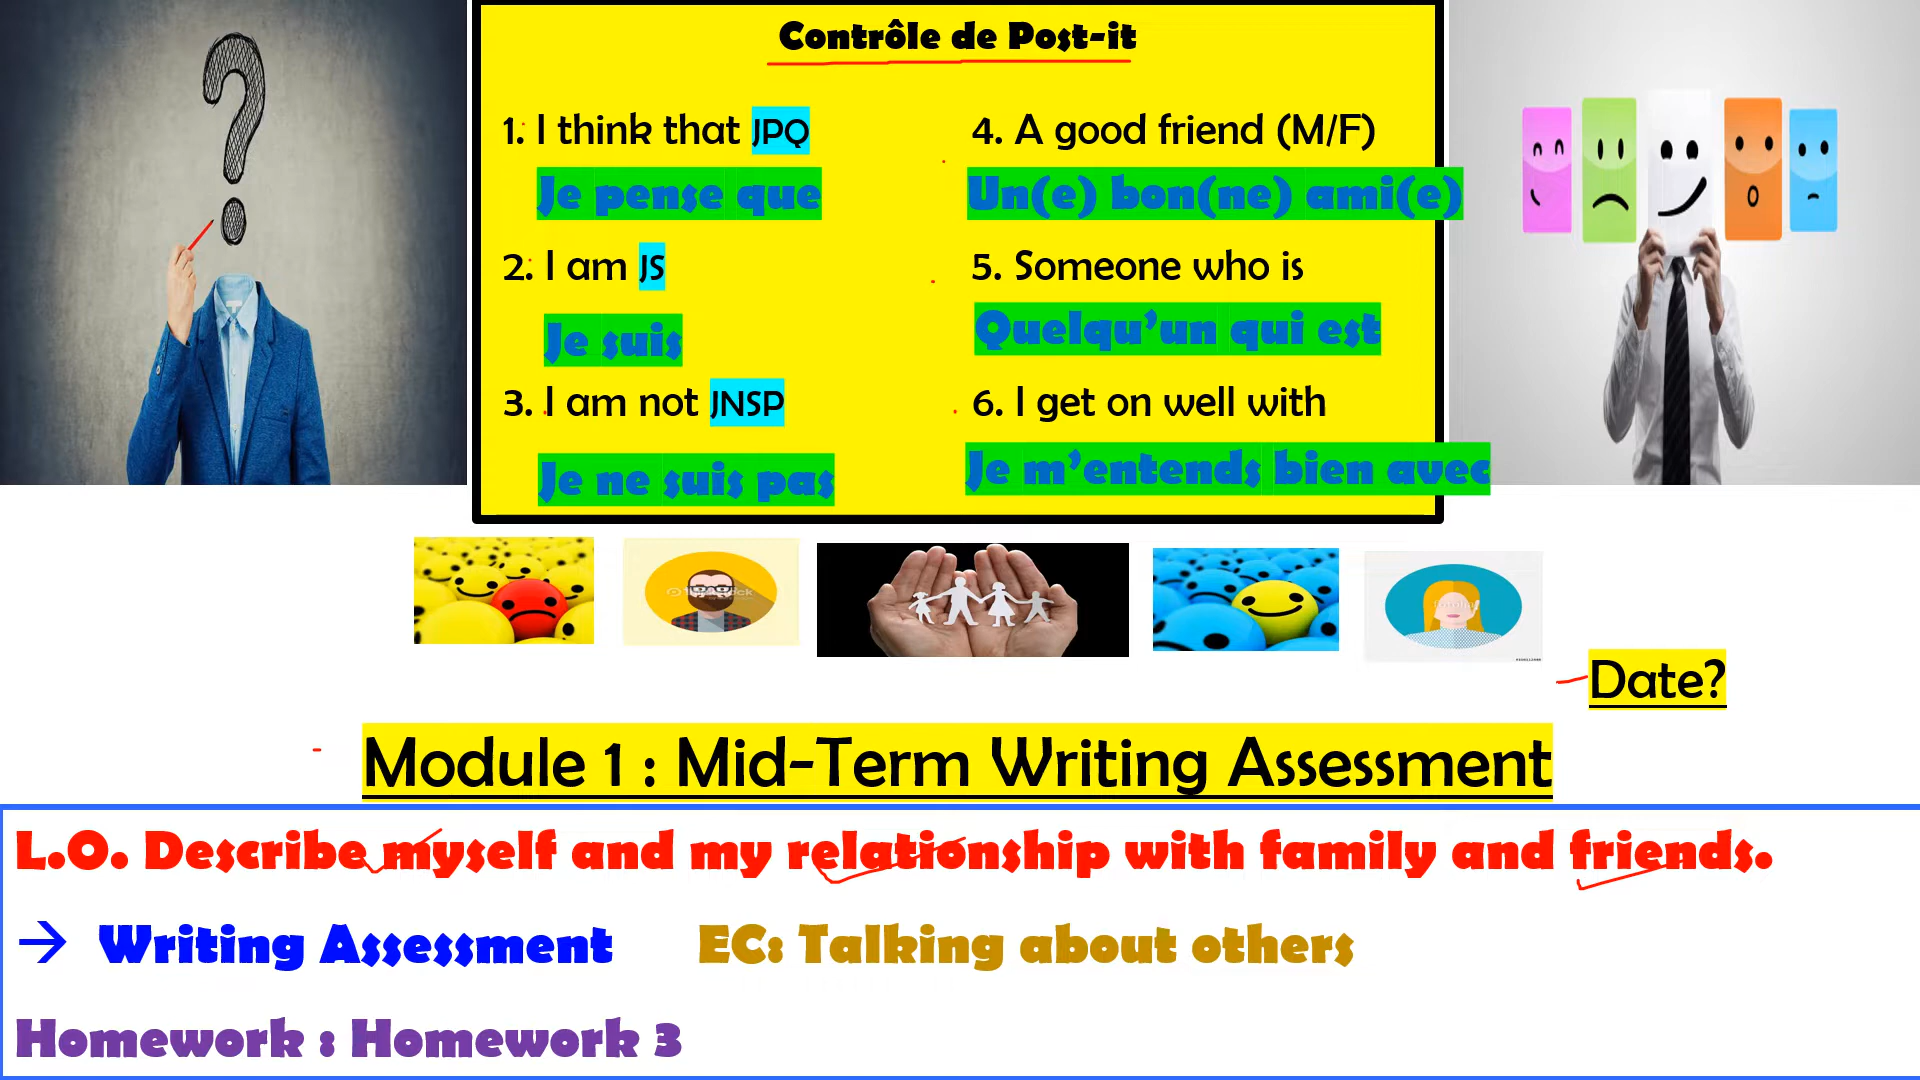 Contrôle de Post-it
1. I think that JPQ
Je pense que
2. I am JS
Je suis
3. I am not JNSP
Je ne suis pas
4. A good friend (M/F)
Un(e) bon(ne) ami(e)
5. Someone who is
Quelqu'un qui est
6. I get on well with
Je m'entends bien avec
Date?
Module 1 : Mid-Term Writing Assessment
L.O. Describe myself and my relationship with family and friends.
→ Writing Assessment EC: Talking about others
Homework : Homework 3